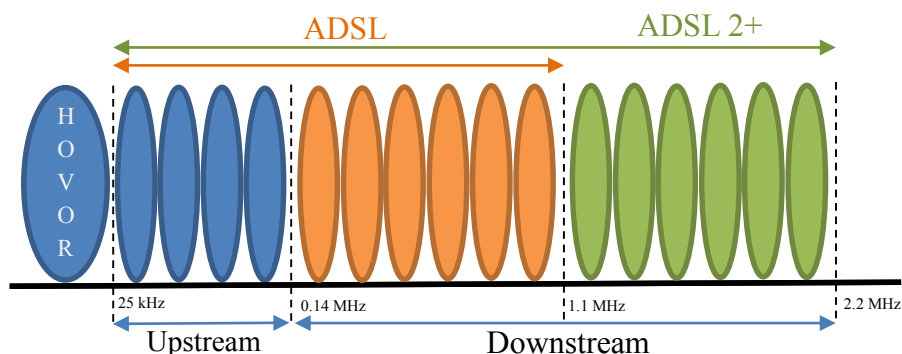 ADSL
ADSL 2+
H
O
V
O
R
25 kHz
0.14 MHz
1.1 MHz
2.2 MHz
Upstream
Downstream